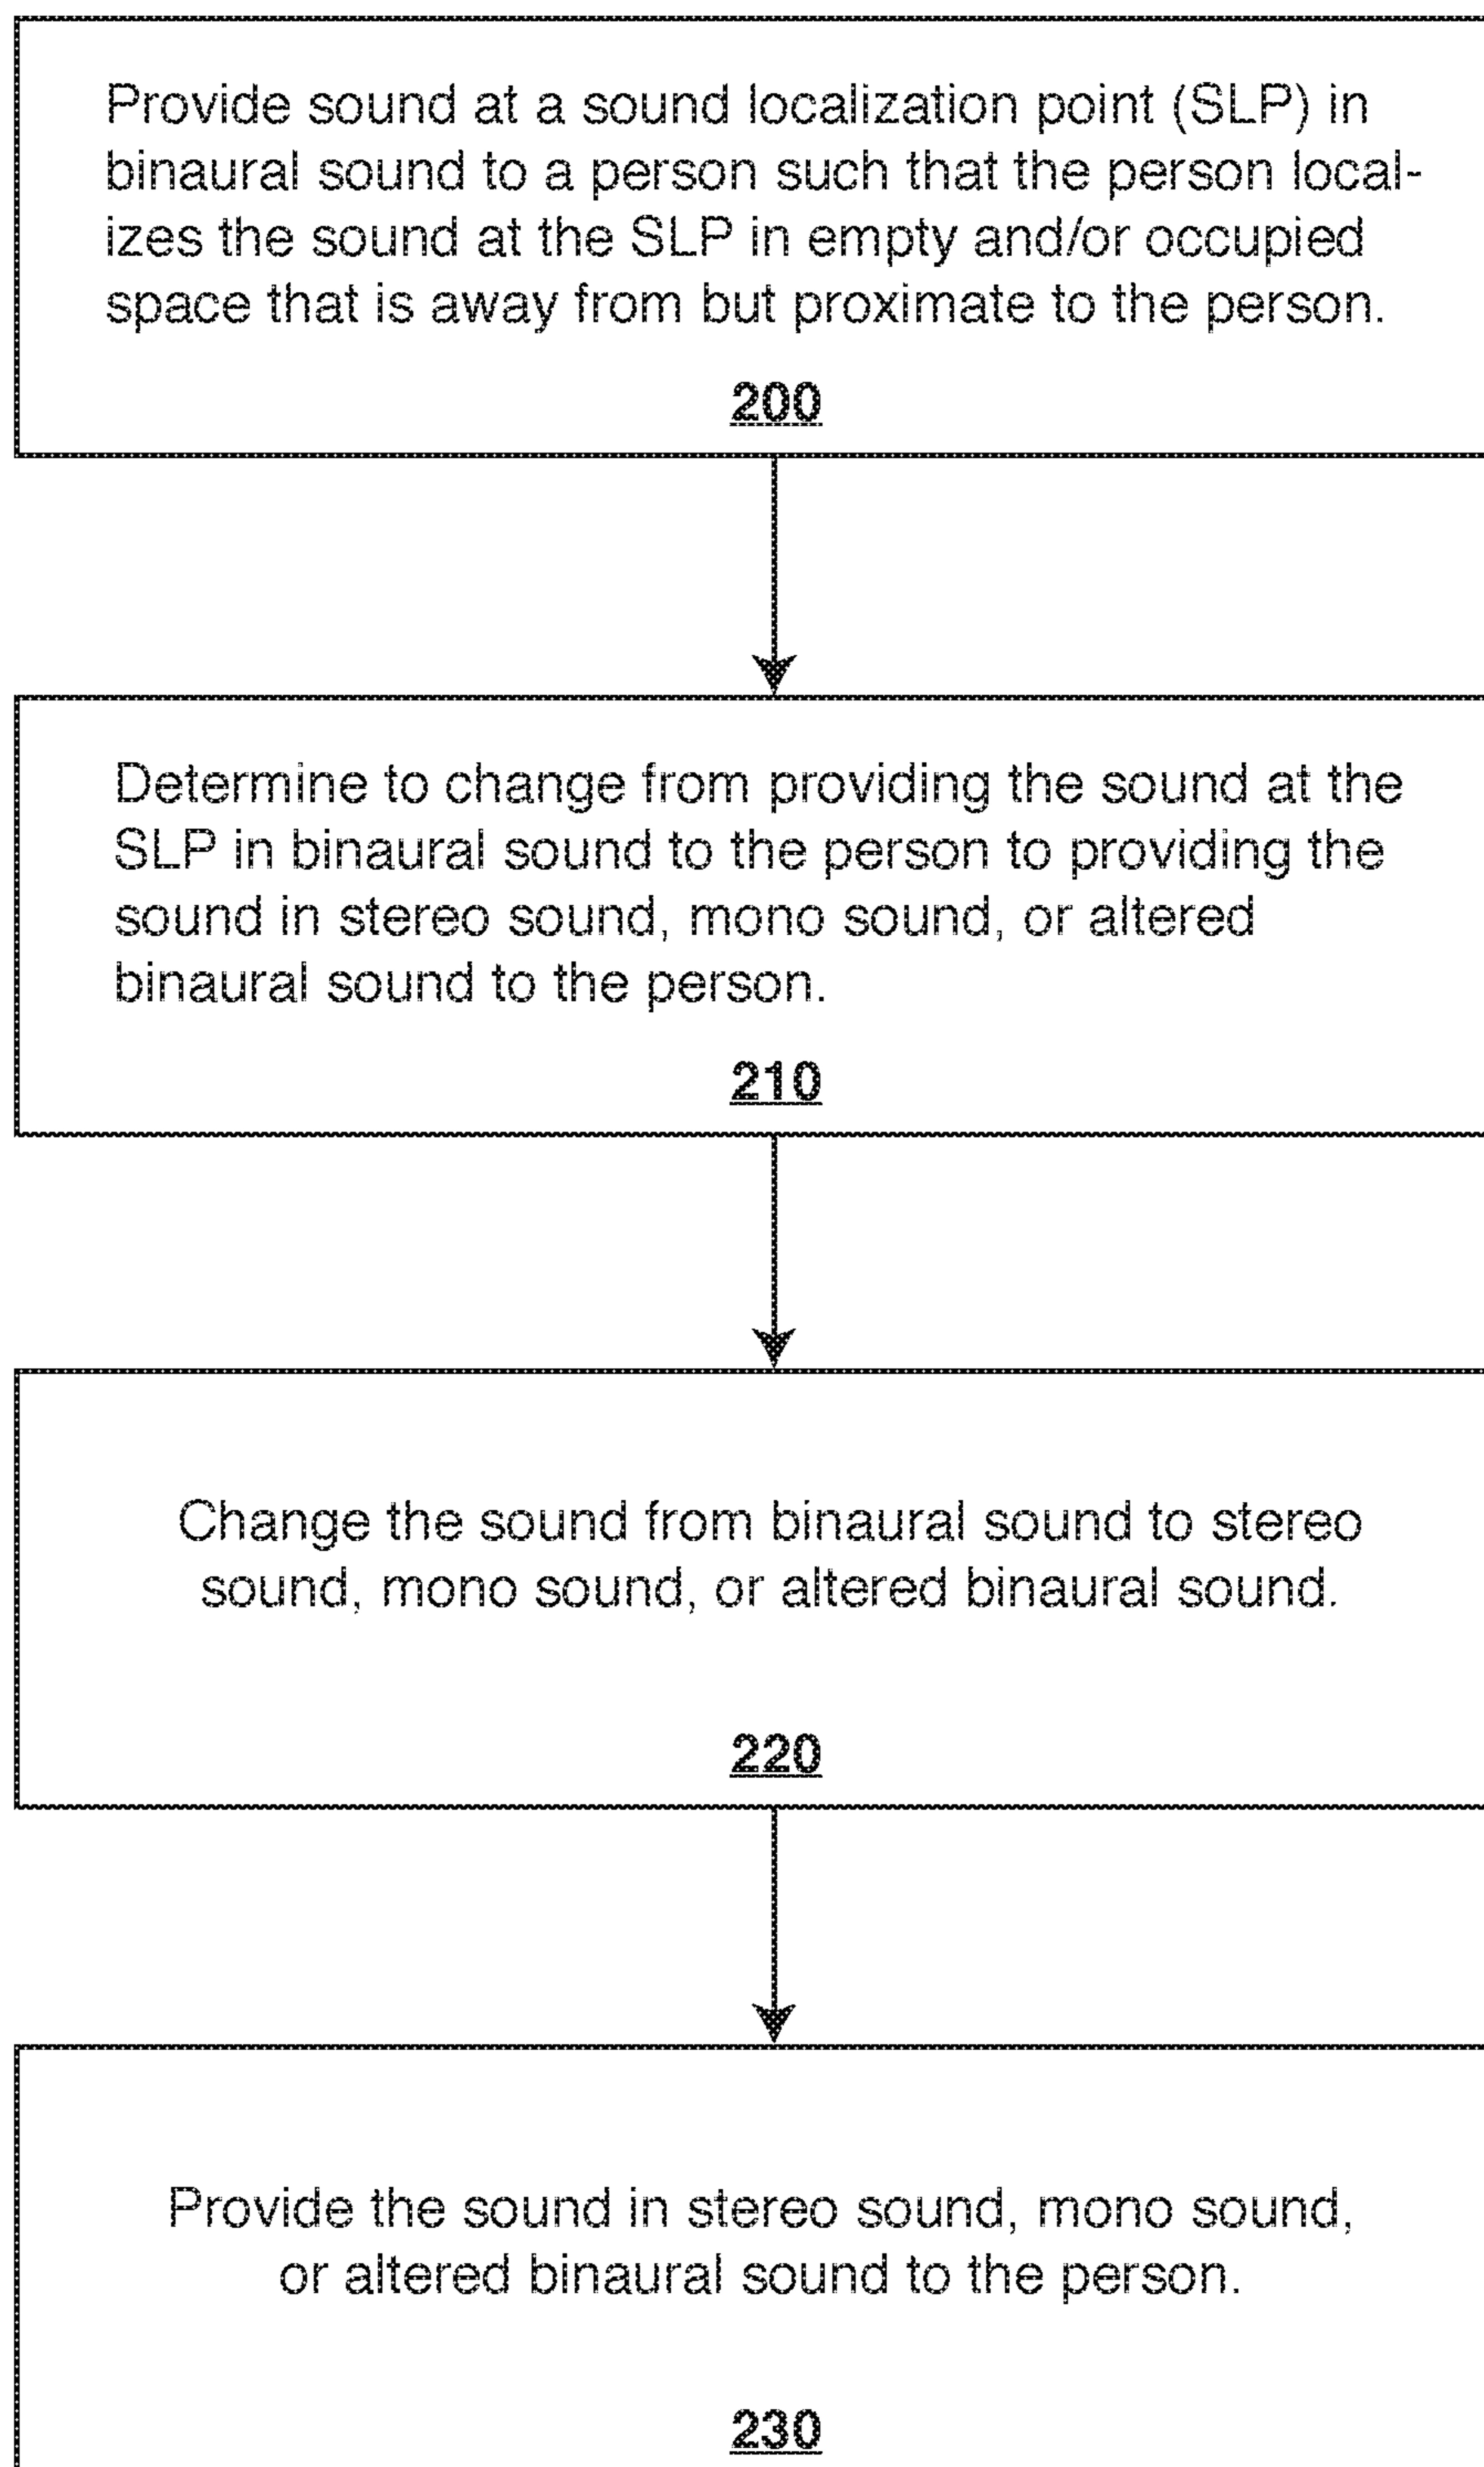 Provide sound at a sound localization point (SLP) in
binaural sound to a person such that the person local-
izes the sound at the SLP in empty and/or occupied
space that is away from but proximate to the person.
200
Determine to change from providing the sound at the
SLP in binaural sound to the person to providing the
sound in stereo sound, mono sound, or altered
binaural sound to the person.
210
Change the sound from binaural sound to stereo
sound, mono sound, or altered binaural sound.
220
Provide the sound in stereo sound, mono sound,
or altered binaural sound to the person.
230